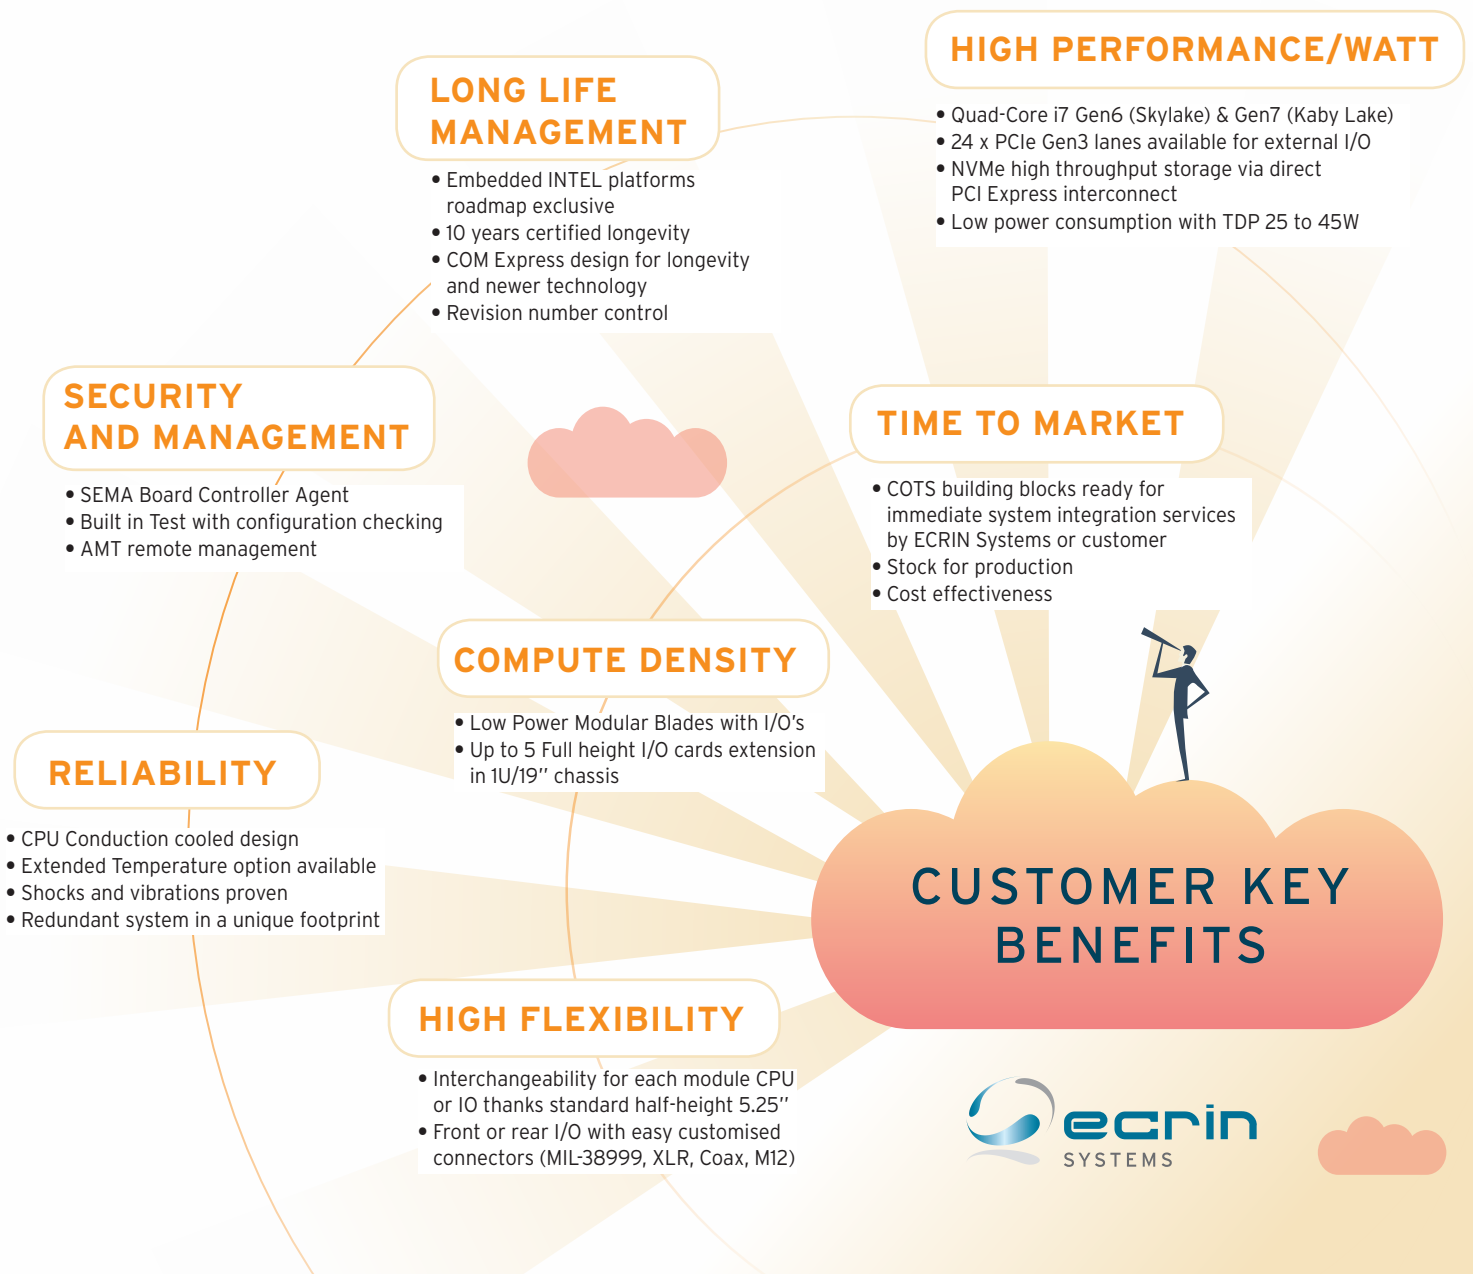 HIGH PERFORMANCE/WATT
• Quad-Core i7 Gen6 (Skylake) & Gen7 (Kaby Lake)
• 24 x PCIe Gen3 lanes available for external I/O
• NVMe high throughput storage via direct
PCI Express interconnect
• Low power consumption with TDP 25 to 45W
LONG LIFE
MANAGEMENT
• Embedded INTEL platforms
roadmap exclusive
• 10 years certified longevity
• COM Express design for longevity
and newer technology
• Revision number control
SECURITY
AND MANAGEMENT
• SEMA Board Controller Agent
• Built in Test with configuration checking
• AMT remote management
TIME TO MARKET
• COTS building blocks ready for
immediate system integration services
by ECRIN Systems or customer
• Stock for production
• Cost effectiveness
COMPUTE DENSITY
• Low Power Modular Blades with I/O's
• Up to 5 Full height I/O cards extension
in 1U/19'' chassis
RELIABILITY
• CPU Conduction cooled design
• Extended Temperature option available
• Shocks and vibrations proven
• Redundant system in a unique footprint
CUSTOMER KEY
BENEFITS
HIGH FLEXIBILITY
• Interchangeability for each module CPU
or IO thanks standard half-height 5.25''
• Front or rear I/O with easy customised
connectors (MIL-38999, XLR, Coax, M12)
ecrin
SYSTEMS